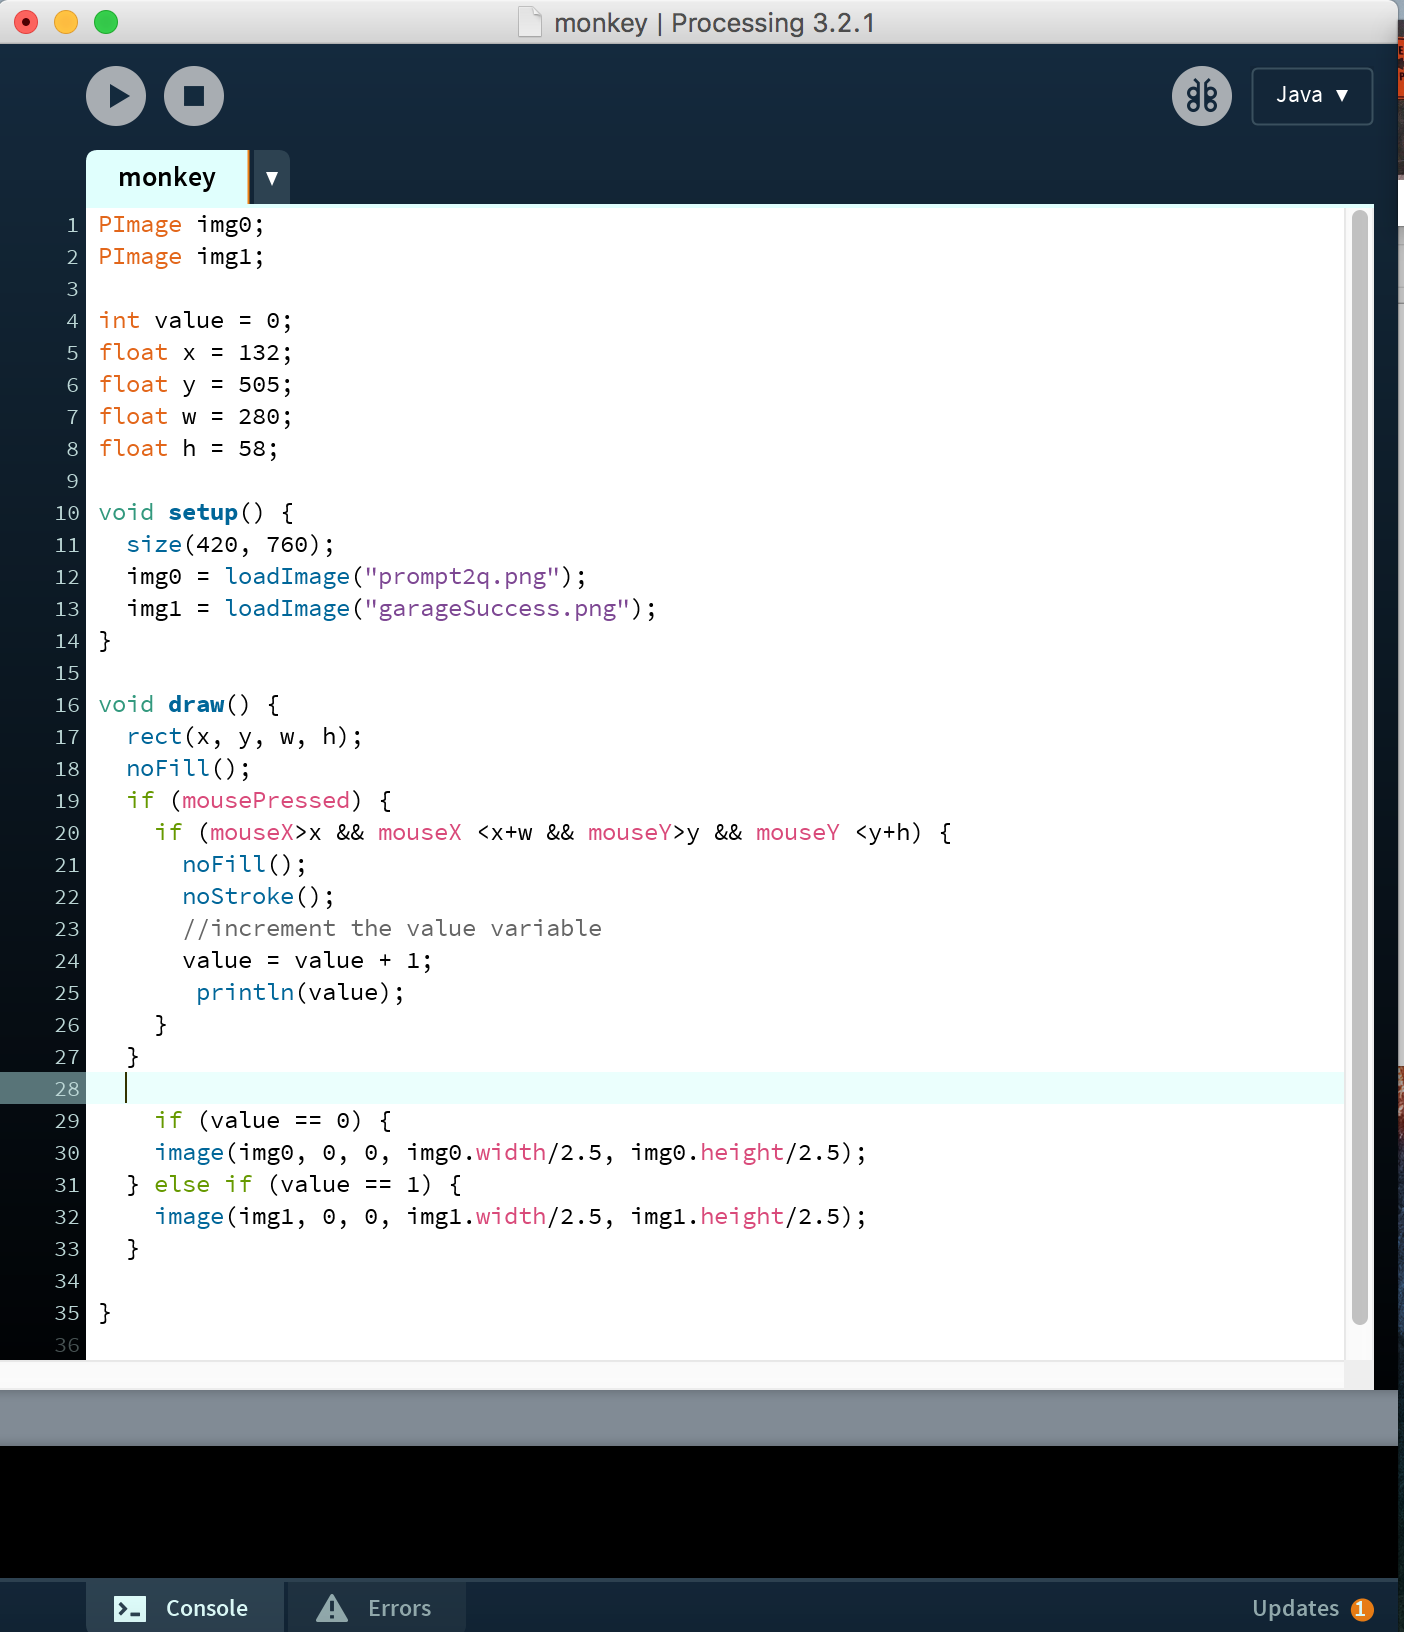 monkey | Processing 3.2.1
Java ▼
monkey ▼
1 PImage img0;
2 PImage img1;
3
4 int value = 0;
5 float x = 132;
6 float y = 505;
7 float w = 280;
8 float h = 58;
9
10 void setup() {
11   size(420, 760);
12   img0 = loadImage("prompt2q.png");
13   img1 = loadImage("garageSuccess.png");
14 }
15
16 void draw() {
17   rect(x, y, w, h);
18   noFill();
19   if (mousePressed) {
20     if (mouseX>x && mouseX <x+w && mouseY>y && mouseY <y+h) {
21       noFill();
22       noStroke();
23       //increment the value variable
24       value = value + 1;
25        println(value);
26     }
27   }
28
29     if (value == 0) {
30     image(img0, 0, 0, img0.width/2.5, img0.height/2.5);
31   } else if (value == 1) {
32     image(img1, 0, 0, img1.width/2.5, img1.height/2.5);
33   }
34
35 }
36
Console Errors Updates 1